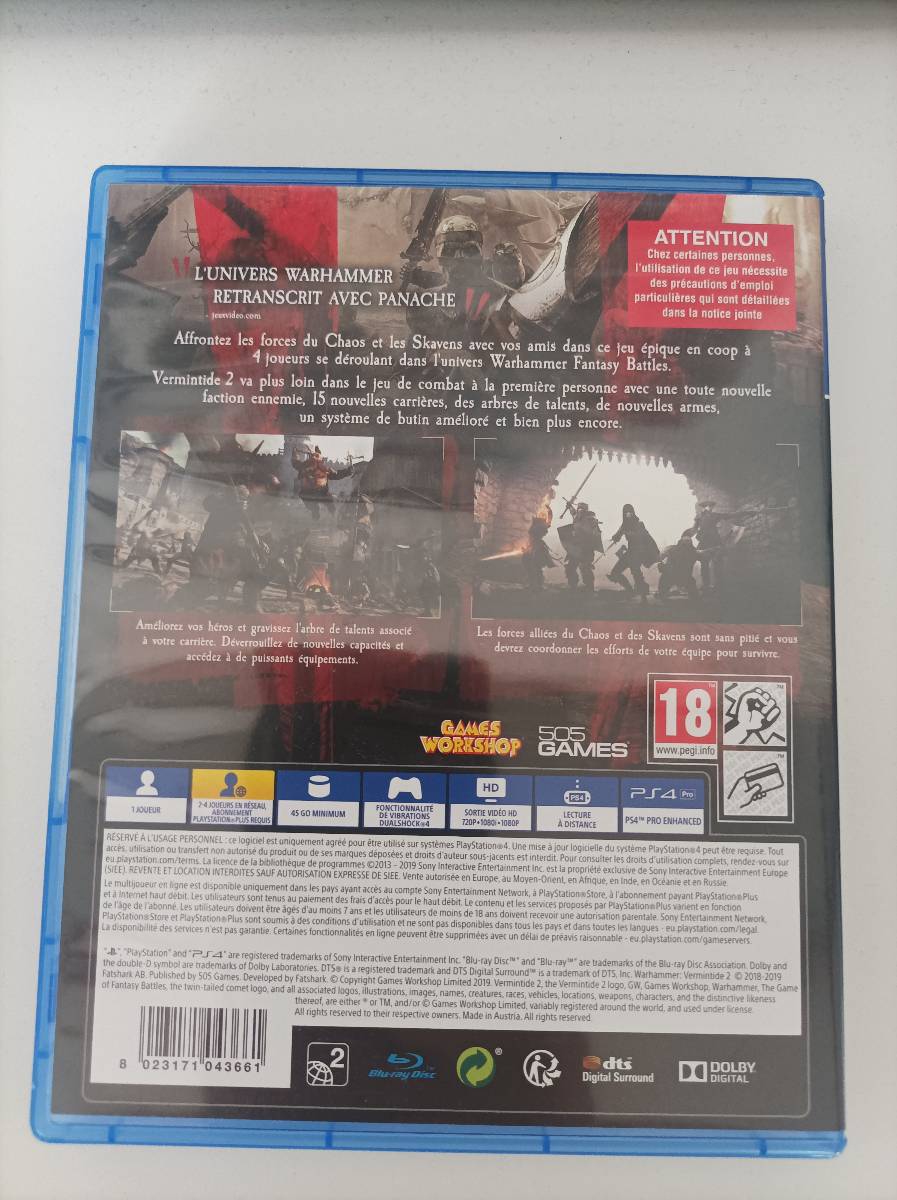 L'UNIVERS WARHAMMER
RETRANSCRIT AVEC PANACHE
- jeuxvideo.com
ATTENTION
Chez certaines personnes,
l'utilisation de ce jeu nécessite
des précautions d'emploi
particulières qui sont détaillées
dans la notice jointe
Affrontez les forces du Chaos et les Skavens avec vos amis dans ce jeu épique en coop à
4 joueurs se déroulant dans l'univers Warhammer Fantasy Battles.
Vermintide 2 va plus loin dans le jeu de combat à la première personne avec une toute nouvelle
faction ennemie, 15 nouvelles carrières, des arbres de talents, de nouvelles armes,
un système de butin amélioré et bien plus encore.
Améliorez vos héros et gravissez l'arbre de talents associé
à votre carrière. Déverrouillez de nouvelles capacités et
accédez à de puissants équipements.
Les forces alliées du Chaos et des Skavens sont sans pitié et vous
devrez coordonner les efforts de votre équipe pour survivre.
GAMES
WORKSHOP
505
GAMES
18
www.pegi.info
1 JOUEUR
2-4 JOUEURS EN RÉSEAU,
ABONNEMENT
PLAYSTATION®PLUS REQUIS
45 GO MINIMUM
FONCTIONNALITÉ
DE VIBRATIONS
DUALSHOCK®4
HD
SORTIE VIDÉO HD
720P•1080i•1080P
PS4
LECTURE
À DISTANCE
PS4 Pro
PS4™ PRO ENHANCED
RÉSERVÉ À L'USAGE PERSONNEL : ce logiciel est uniquement agréé pour être utilisé sur systèmes PlayStation®4. Une mise à jour logicielle du système PlayStation®4 peut être requise. Tout
accès, utilisation ou transfert non autorisé du produit ou de ses marques déposées et droits d'auteur sous-jacents est interdit. Pour consulter les droits d'utilisation complets, rendez-vous sur
eu.playstation.com/terms. La licence de la bibliothèque de programmes ©2013 - 2019 Sony Interactive Entertainment Inc. est la propriété exclusive de Sony Interactive Entertainment Europe
(SIEE). REVENTE ET LOCATION INTERDITES SAUF AUTORISATION EXPRESSE DE SIEE. Vente autorisée en Europe, au Moyen-Orient, en Afrique, en Inde, en Océanie et en Russie.
Le multijoueur en ligne est disponible uniquement dans les pays ayant accès au compte Sony Entertainment Network, à PlayStation®Store, à l'abonnement payant PlayStation®Plus
et à Internet haut débit. Les utilisateurs sont tenus au paiement des frais d'accès pour le haut débit. Le contenu et les services proposés par PlayStation®Plus varient en fonction
de l'âge de l'abonné. Les utilisateurs doivent être âgés d'au moins 7 ans et les utilisateurs de moins de 18 ans doivent recevoir une autorisation parentale. Sony Entertainment Network,
PlayStation®Store et PlayStation®Plus sont soumis à des conditions d'utilisation et ne sont pas disponibles dans tous les pays et dans toutes les langues - eu.playstation.com/legal.
La disponibilité des services n'est pas garantie. Certaines fonctionnalités en ligne peuvent être supprimées avec un délai de préavis raisonnable - eu.playstation.com/gameservers.
"PlayStation" and "PS4" are registered trademarks of Sony Interactive Entertainment Inc. "Blu-ray Disc™" and "Blu-ray™" are trademarks of the Blu-ray Disc Association. Dolby and
the double-D symbol are trademarks of Dolby Laboratories. DTS® is a registered trademark and DTS Digital Surround™ is a trademark of DTS, Inc. Warhammer: Vermintide 2 © 2018-2019
Fatshark AB. Published by 505 Games. Developed by Fatshark. © Copyright Games Workshop Limited 2019. Vermintide 2, the Vermintide 2 logo, GW, Games Workshop, Warhammer, The Game
of Fantasy Battles, the twin-tailed comet logo, and all associated logos, illustrations, images, names, creatures, races, vehicles, locations, weapons, characters, and the distinctive likeness
thereof, are either ® or TM, and/or © Games Workshop Limited, variably registered around the world, and used under license.
All rights reserved to their respective owners. Made in Austria. All rights reserved.
8 023171 043661
2
Blu-ray Disc
dts
Digital Surround
DOLBY
DIGITAL